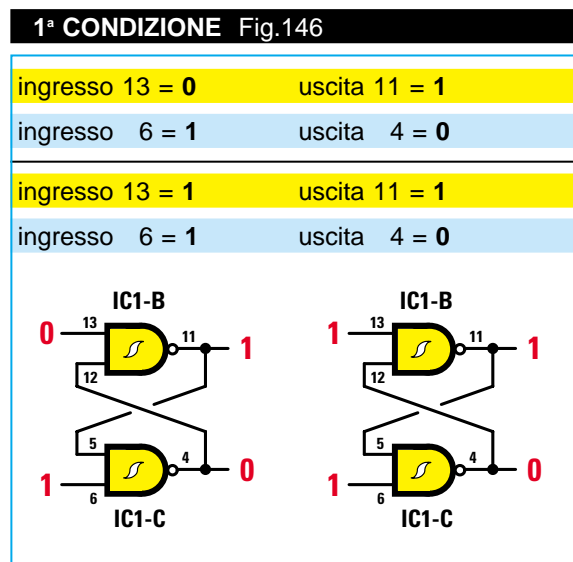 1ª CONDIZIONE Fig.146
ingresso 13 = 0 uscita 11 = 1
ingresso 6 = 1 uscita 4 = 0
ingresso 13 = 1 uscita 11 = 1
ingresso 6 = 1 uscita 4 = 0
IC1-B
0 13 11 1
12
5
4 0
1 6
IC1-C
IC1-B
1 13 11 1
12
5
4 0
1 6
IC1-C